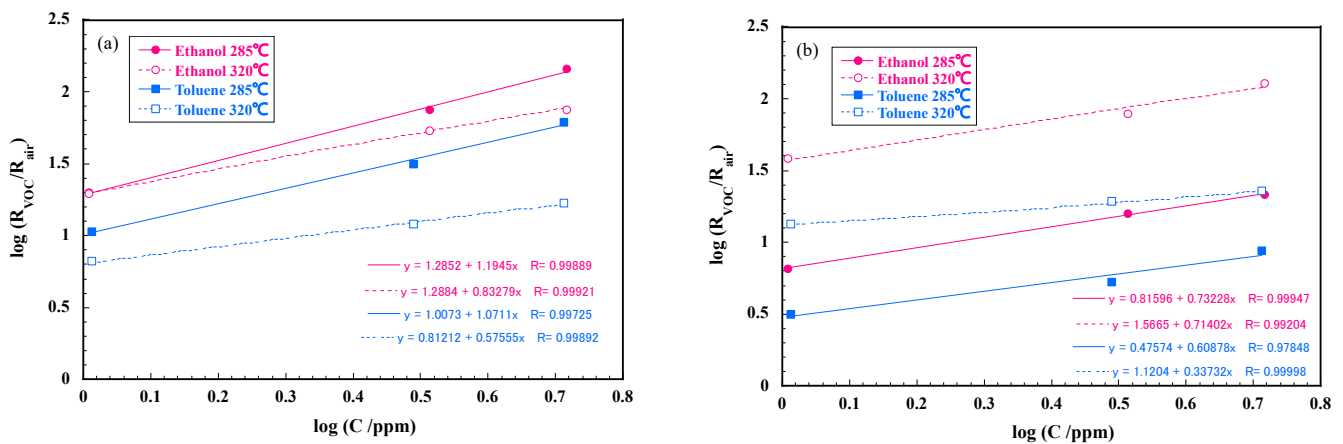 (a)
Ethanol 285℃
Ethanol 320℃
Toluene 285℃
Toluene 320℃
2.5
2
1.5
1
0.5
0
log (R_VOC/R_air)
y = 1.2852 + 1.1945x R= 0.99889
y = 1.2884 + 0.83279x R= 0.99921
y = 1.0073 + 1.0711x R= 0.99725
y = 0.81212 + 0.57555x R= 0.99892
0 0.1 0.2 0.3 0.4 0.5 0.6 0.7 0.8
log (C /ppm)
(b)
Ethanol 285℃
Ethanol 320℃
Toluene 285℃
Toluene 320℃
2.5
2
1.5
1
0.5
0
log (R_VOC/R_air)
y = 0.81596 + 0.73228x R= 0.99947
y = 1.5665 + 0.71402x R= 0.99204
y = 0.47574 + 0.60878x R= 0.97848
y = 1.1204 + 0.33732x R= 0.99998
0 0.1 0.2 0.3 0.4 0.5 0.6 0.7 0.8
log (C /ppm)